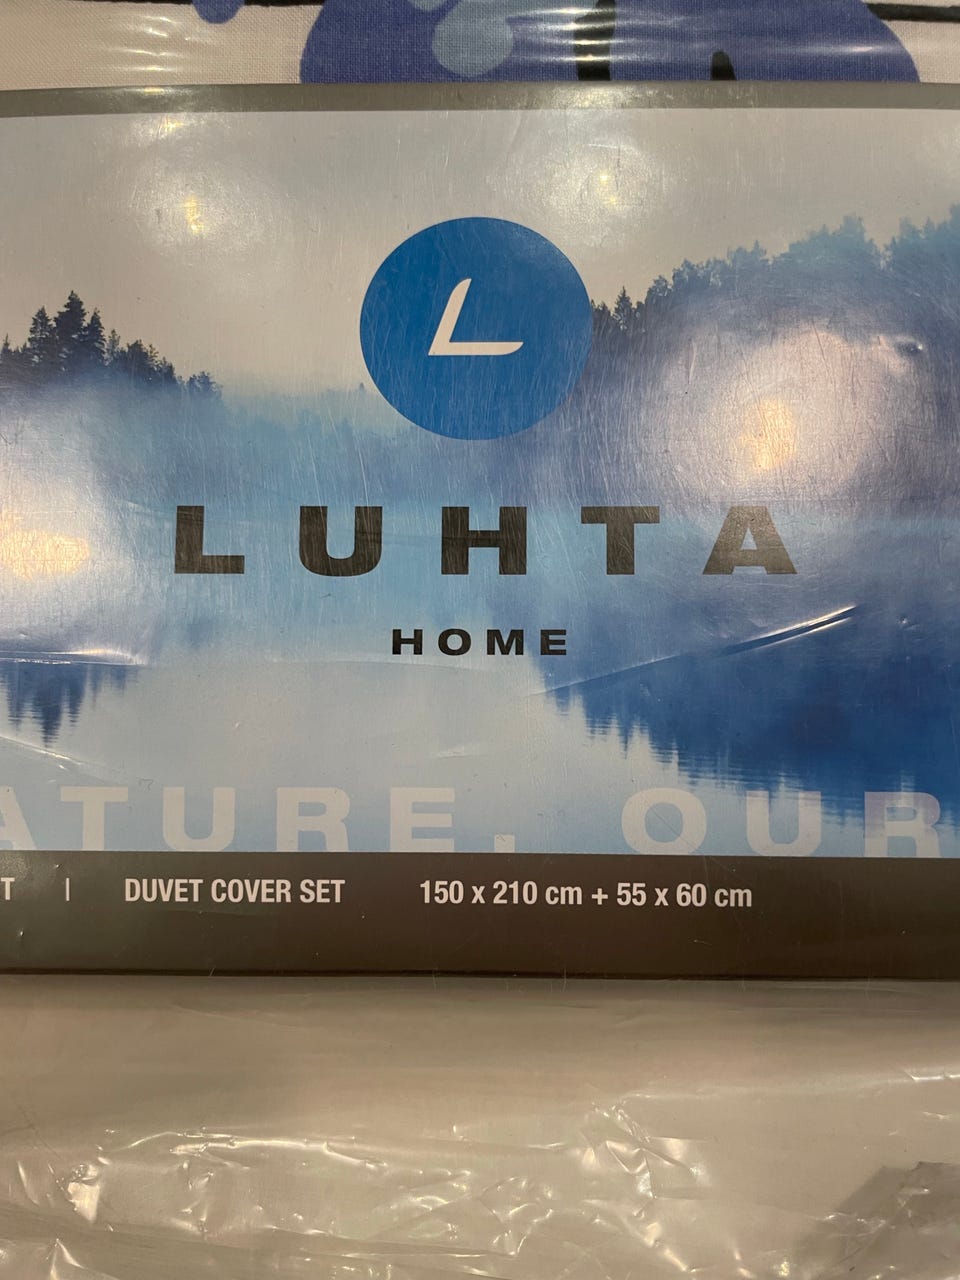 L
LUHTA
HOME
ATURE. OUR
T | DUVET COVER SET 150 x 210 cm + 55 x 60 cm